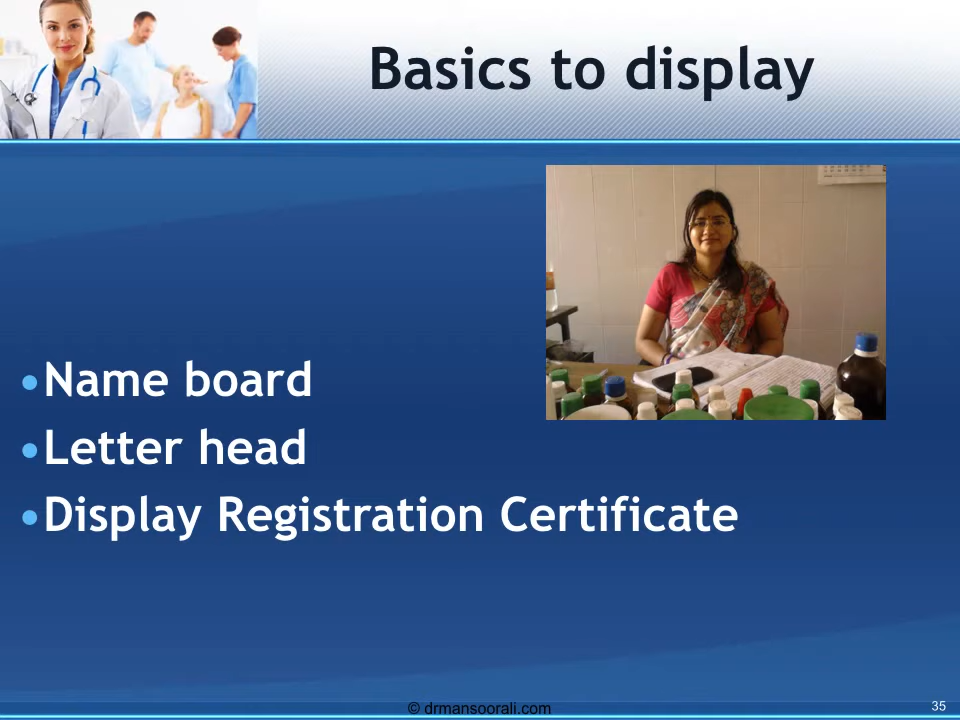 Basics to display
•Name board
•Letter head
•Display Registration Certificate
© drmansoorali.com
35